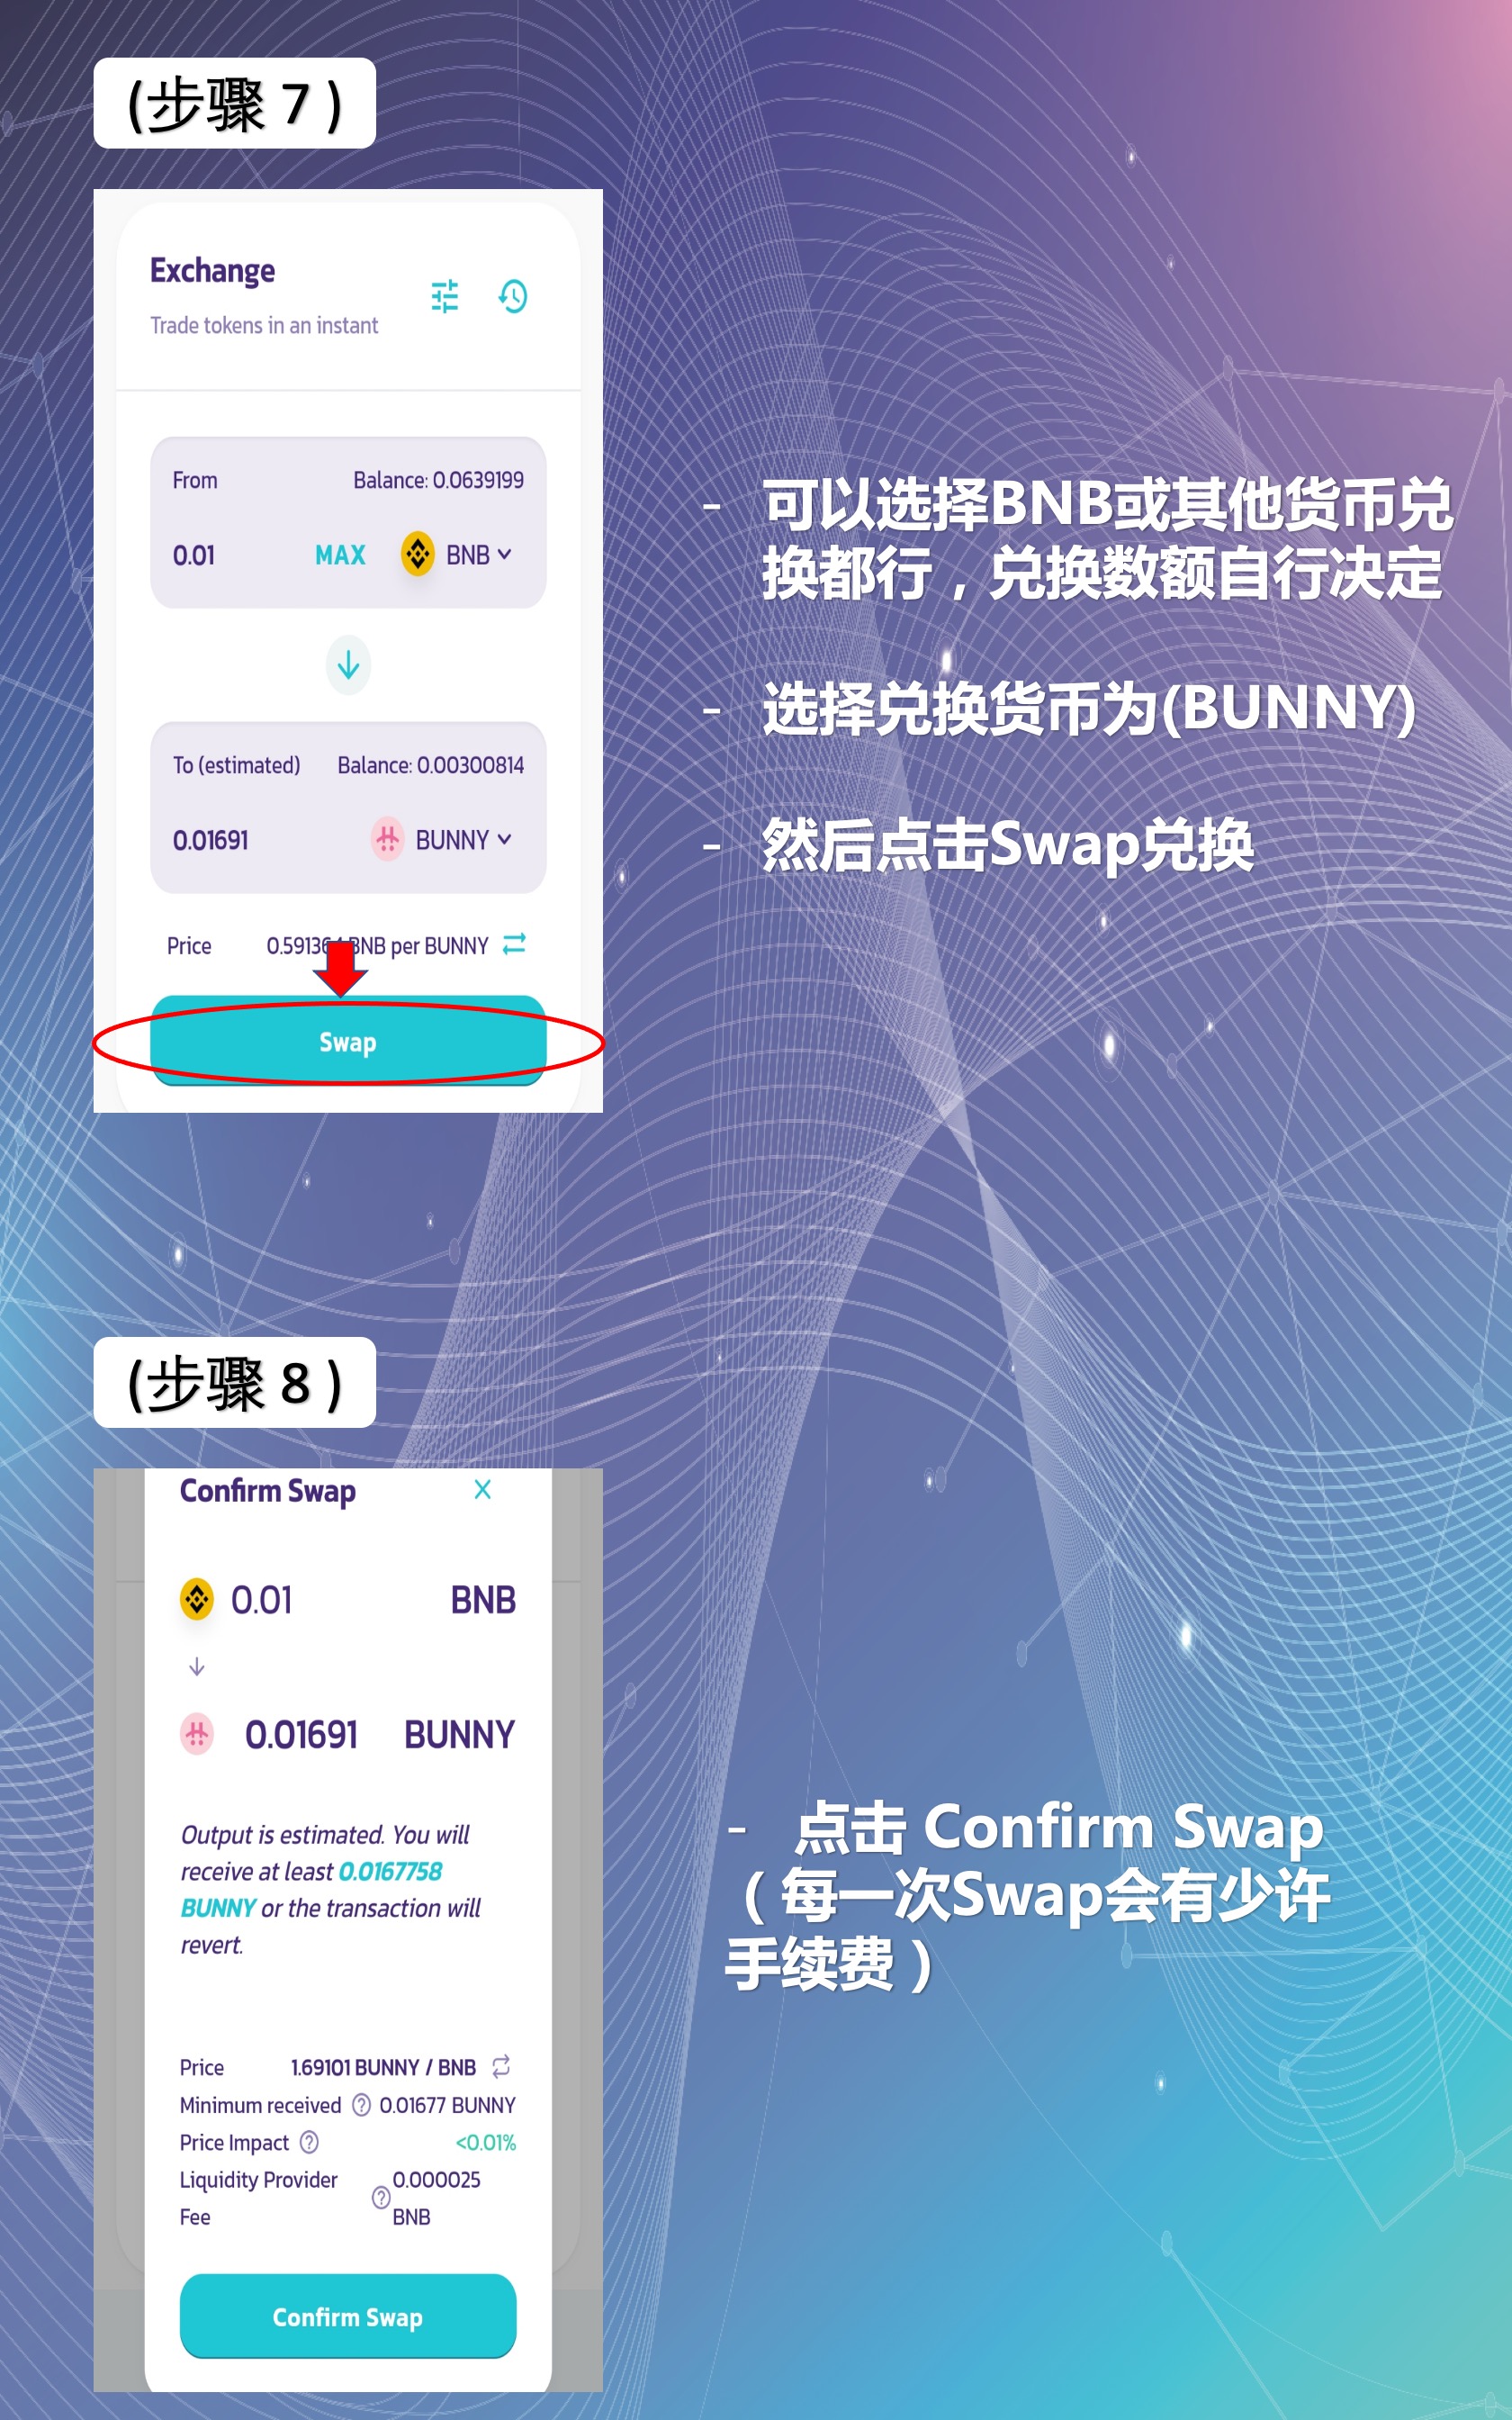 (步骤 7 )
Exchange
Trade tokens in an instant
From Balance: 0.0639199
0.01 MAX BNB
To (estimated) Balance: 0.00300814
0.01691 BUNNY
Price BNB per BUNNY
Swap
- 可以选择BNB或其他货币兑
换都行，兑换数额自行决定
- 选择兑换货币为(BUNNY)
- 然后点击Swap兑换
(步骤 8 )
Confirm Swap
0.01 BNB
0.01691 BUNNY
Output is estimated. You will
receive at least 0.0167758
BUNNY or the transaction will
revert.
Price 1.69101 BUNNY / BNB
Minimum received ? 0.01677 BUNNY
Price Impact ? <0.01%
Liquidity Provider
Fee ? 0.000025
BNB
Confirm Swap
- 点击 Confirm Swap
（每一次Swap会有少许
手续费）